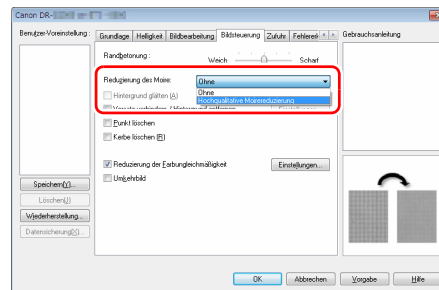 Canon DR-
Benutzer-Voreinstellung :
Grundlage Helligkeit Bildbearbeitung Bildsteuerung Zufuhr
Gebrauchsanleitung
Randbetonung :
Weich Scharf
Reduzierung des Moire: Ohne
Ohne
Hochqualitative Moirereduzierung
Hintergrund glätten (A)
Punkt löschen
Kerbe löschen (R)
Reduzierung der Farbungleichmäßigkeit Einstellungen...
Umkehrbild
Speichern(Y)...
Löschen(J)
Wiederherstellung...
Datensicherung(X)...
OK Abbrechen Vorgabe Hilfe